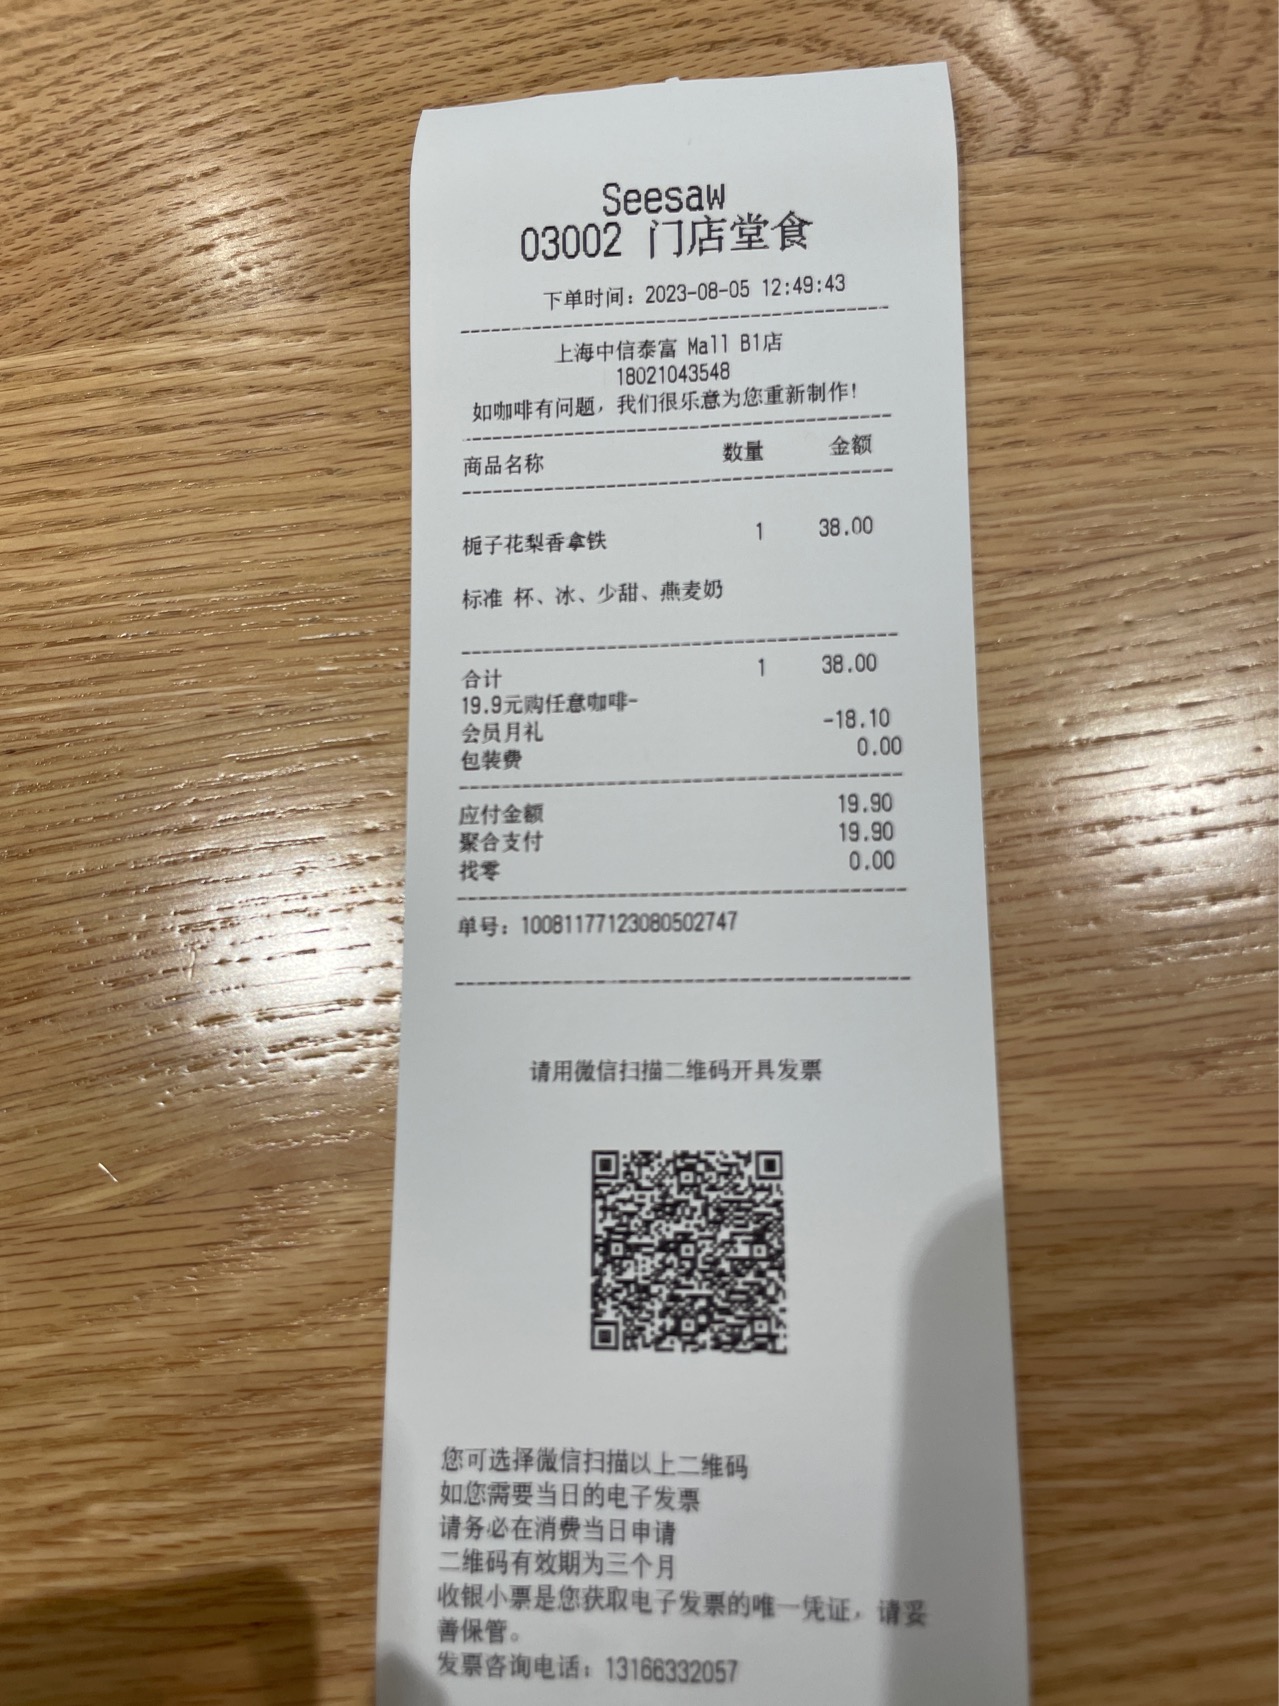 Seesaw
03002 门店堂食
下单时间：2023-08-05 12:49:43
上海中信泰富 Mall B1店
18021043548
如咖啡有问题，我们很乐意为您重新制作！
商品名称 数量 金额
栀子花梨香拿铁 1 38.00
标准 杯、冰、少甜、燕麦奶
合计 1 38.00
19.9元购任意咖啡-
会员月礼 -18.10
包装费 0.00
应付金额 19.90
聚合支付 19.90
找零 0.00
单号：10081177123080502747
请用微信扫描二维码开具发票
您可选择微信扫描以上二维码
如您需要当日的电子发票
请务必在消费当日申请
二维码有效期为三个月
收银小票是您获取电子发票的唯一凭证，请妥
善保管。
发票咨询电话：13166332057